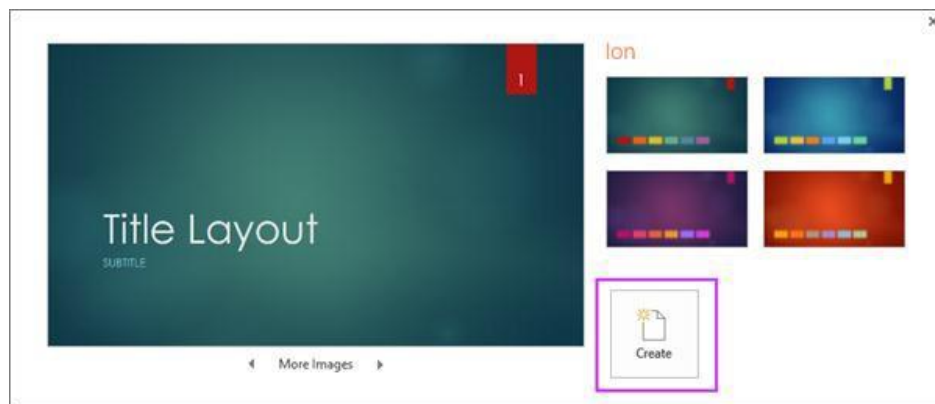 1
Title Layout
SUBTITLE
More Images
Ion
Create